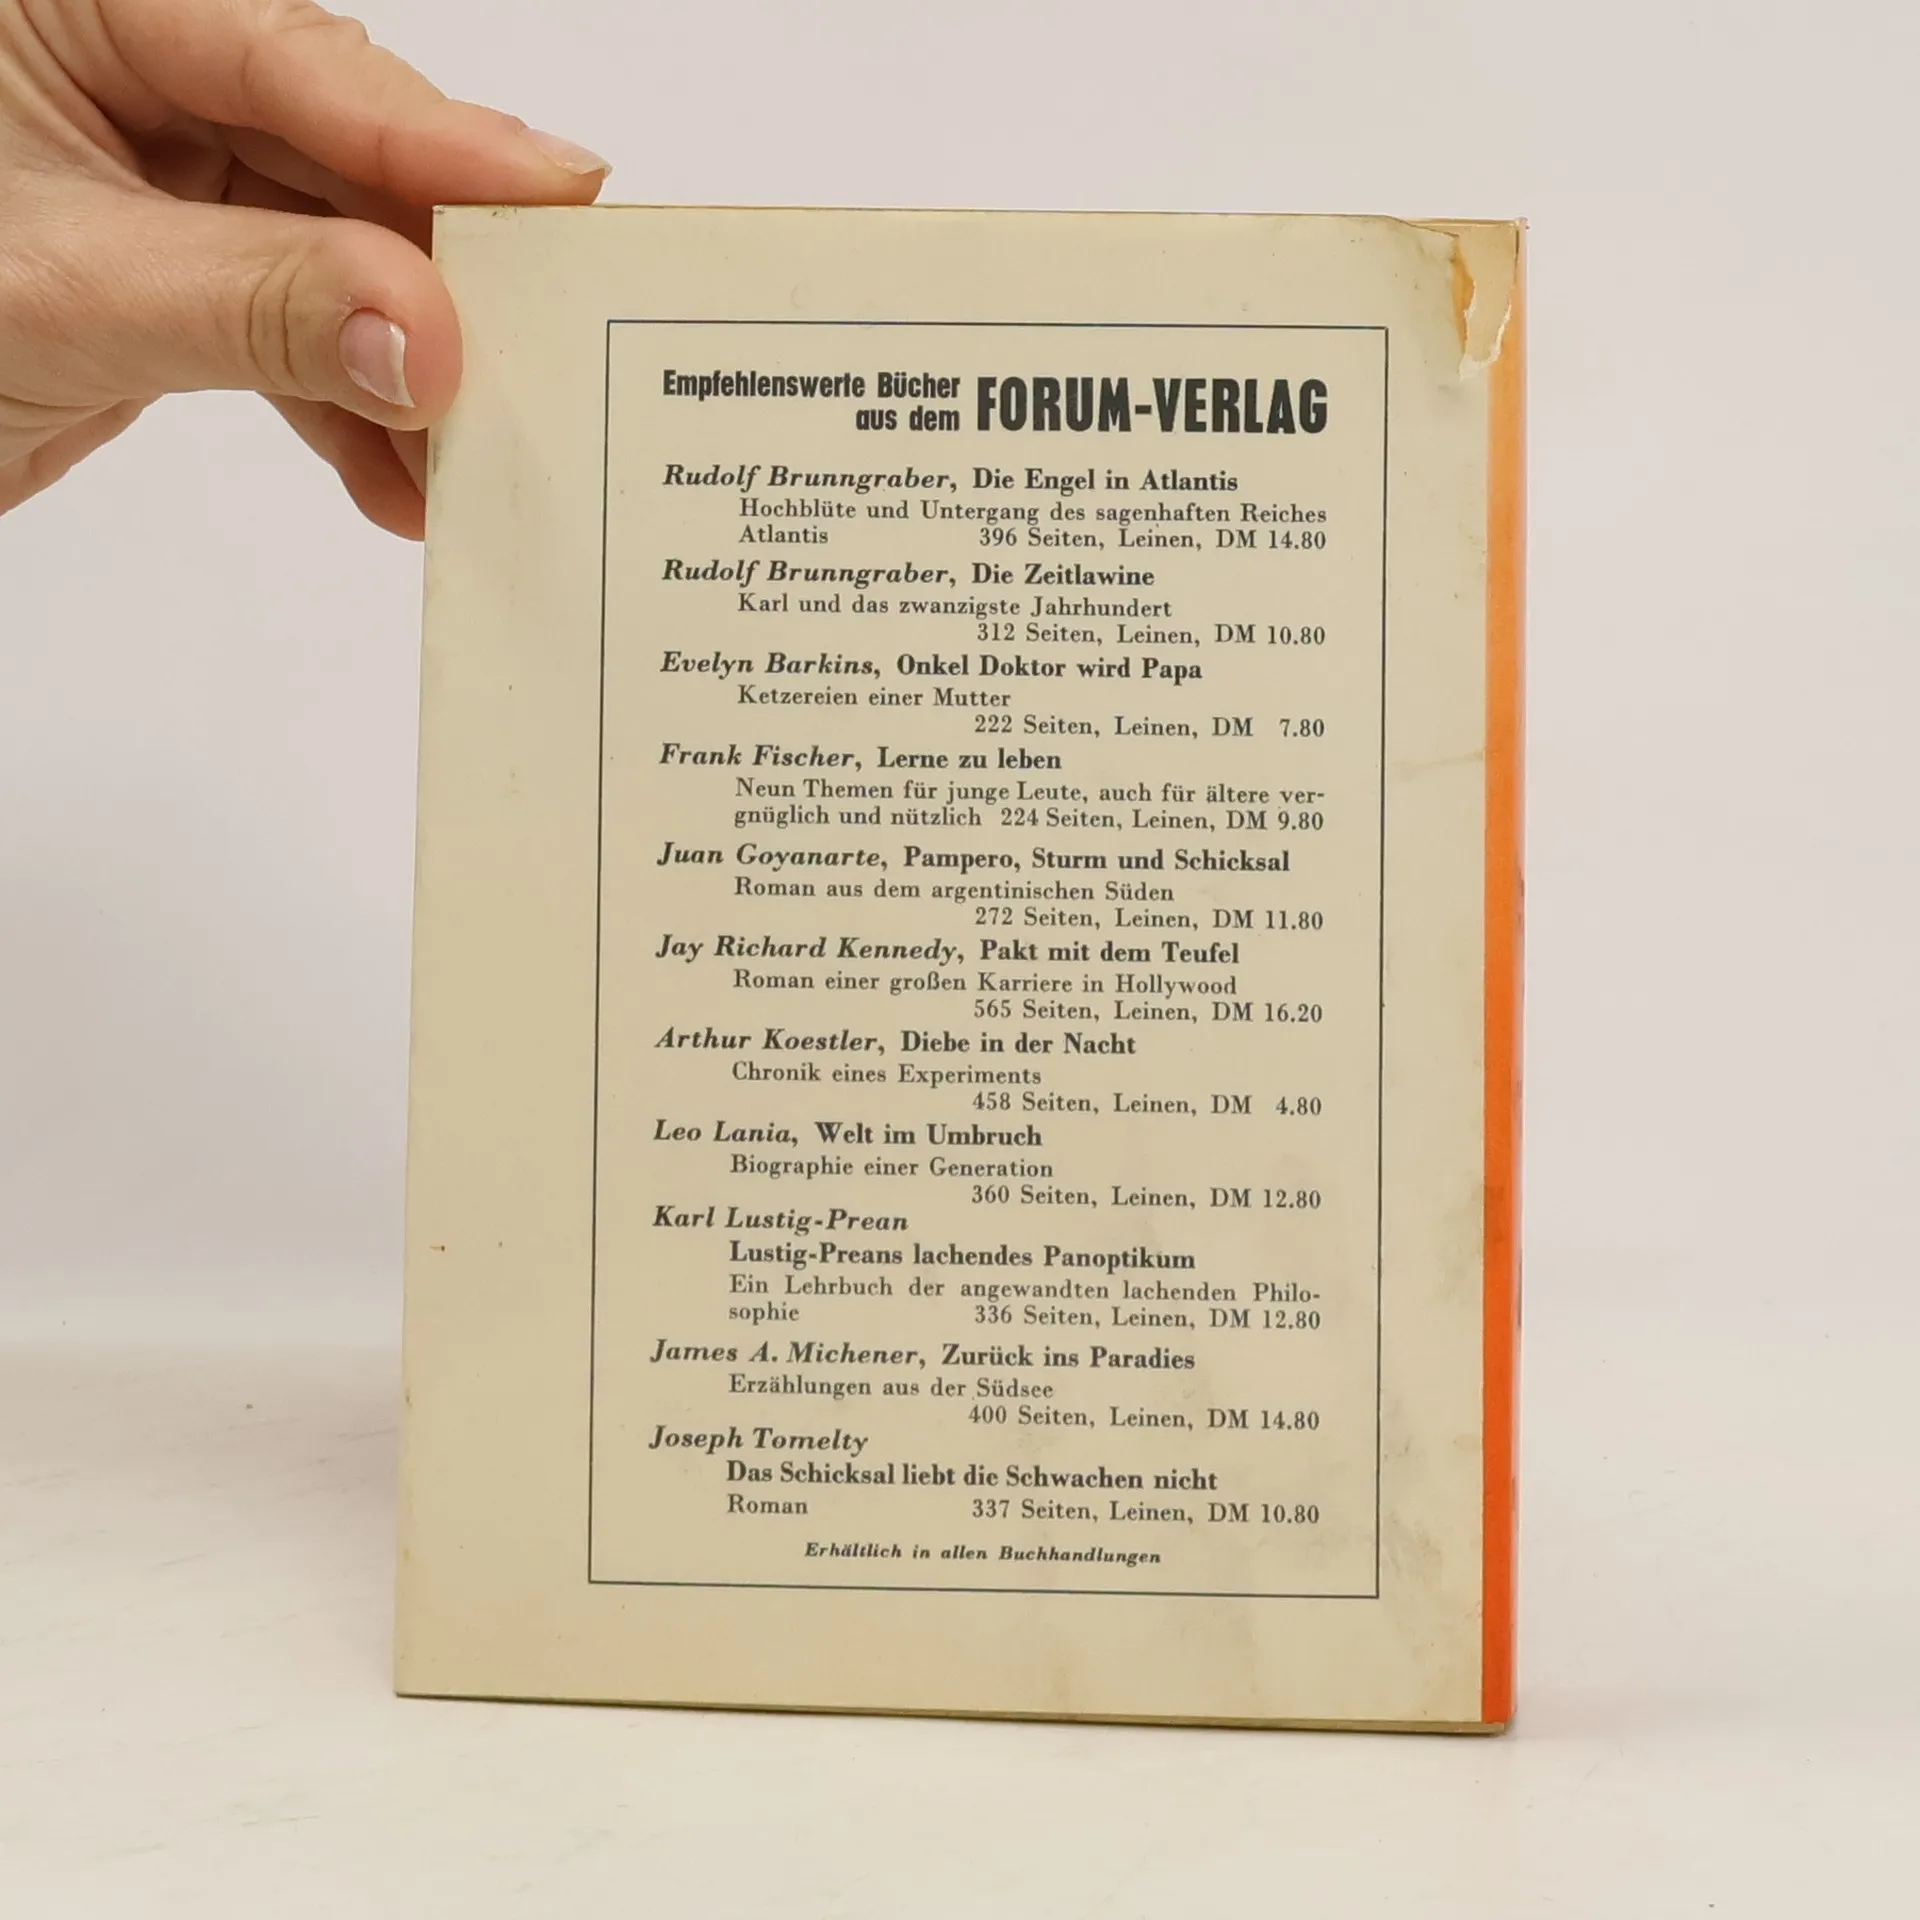 Empfehlenswerte Bücher
aus dem FORUM-VERLAG
Rudolf Brunngraber, Die Engel in Atlantis
Hochblüte und Untergang des sagenhaften Reiches
Atlantis 396 Seiten, Leinen, DM 14.80
Rudolf Brunngraber, Die Zeitlawine
Karl und das zwanzigste Jahrhundert
312 Seiten, Leinen, DM 10.80
Evelyn Barkins, Onkel Doktor wird Papa
Ketzereien einer Mutter
222 Seiten, Leinen, DM 7.80
Frank Fischer, Lerne zu leben
Neun Themen für junge Leute, auch für ältere ver-
gnüglich und nützlich 224 Seiten, Leinen, DM 9.80
Juan Goyanarte, Pampero, Sturm und Schicksal
Roman aus dem argentinischen Süden
272 Seiten, Leinen, DM 11.80
Jay Richard Kennedy, Pakt mit dem Teufel
Roman einer großen Karriere in Hollywood
565 Seiten, Leinen, DM 16.20
Arthur Koestler, Diebe in der Nacht
Chronik eines Experiments
458 Seiten, Leinen, DM 4.80
Leo Lania, Welt im Umbruch
Biographie einer Generation
360 Seiten, Leinen, DM 12.80
Karl Lustig-Prean
Lustig-Preans lachendes Panoptikum
Ein Lehrbuch der angewandten lachenden Philo-
sophie 336 Seiten, Leinen, DM 12.80
James A. Michener, Zurück ins Paradies
Erzählungen aus der Südsee
400 Seiten, Leinen, DM 14.80
Joseph Tomelty
Das Schicksal liebt die Schwachen nicht
Roman 337 Seiten, Leinen, DM 10.80
Erhältlich in allen Buchhandlungen